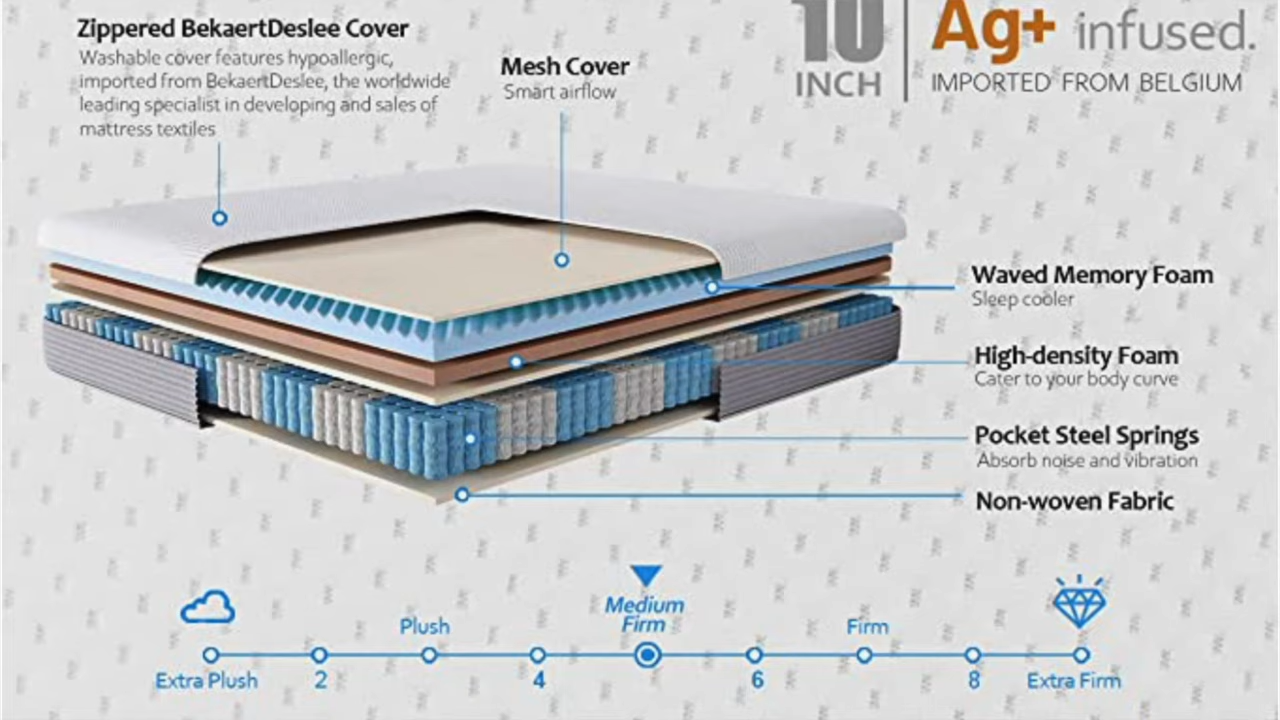 Zippered BekaertDeslee Cover
Washable cover features hypoallergic,
imported from BekaertDeslee, the worldwide
leading specialist in developing and sales of
mattress textiles
Mesh Cover
Smart airflow
10
INCH
Ag+ infused.
IMPORTED FROM BELGIUM
Waved Memory Foam
Sleep cooler
High-density Foam
Cater to your body curve
Pocket Steel Springs
Absorb noise and vibration
Non-woven Fabric
Medium
Firm
Plush
Firm
Extra Plush
2
4
6
8
Extra Firm